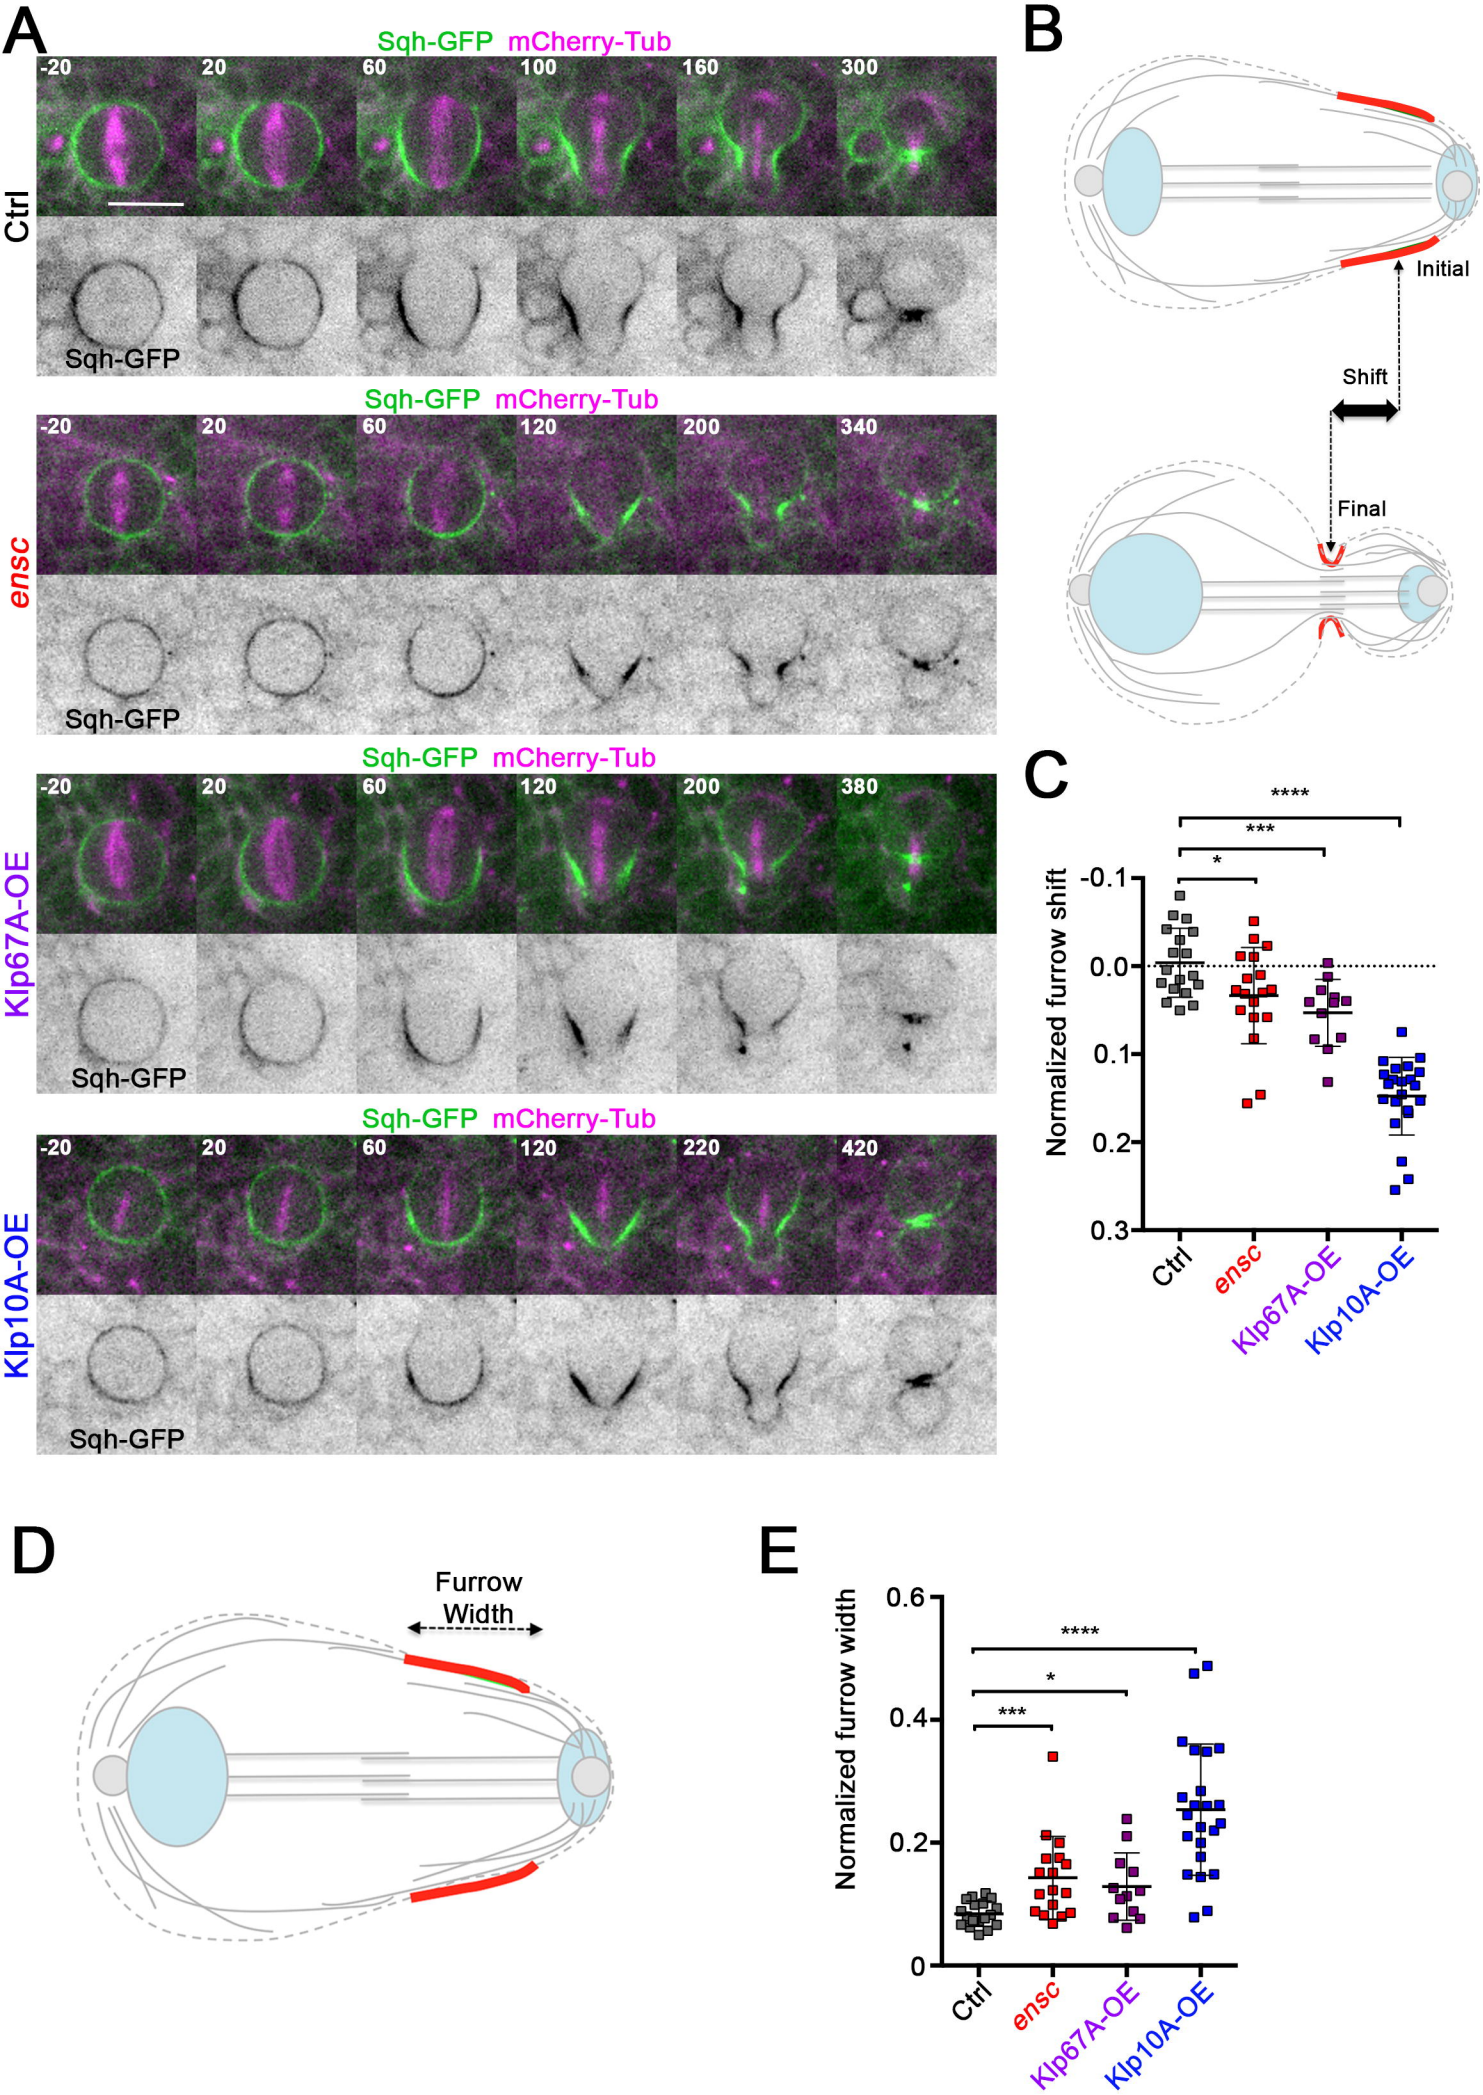 A
Sqh-GFP mCherry-Tub
Ctrl
-20 20 60 100 160 300
Sqh-GFP
Sqh-GFP mCherry-Tub
ensc
-20 20 60 120 200 340
Sqh-GFP
Sqh-GFP mCherry-Tub
Klp67A-OE
-20 20 60 120 200 380
Sqh-GFP
Sqh-GFP mCherry-Tub
Klp10A-OE
-20 20 60 120 220 420
Sqh-GFP
B
Initial
Shift
Final
C
****
***
*
Normalized furrow shift
-0.1
0.0
0.1
0.2
0.3
Ctrl
ensc
Klp67A-OE
Klp10A-OE
D
Furrow
Width
E
****
*
***
Normalized furrow width
0.6
0.4
0.2
0
Ctrl
ensc
Klp67A-OE
Klp10A-OE